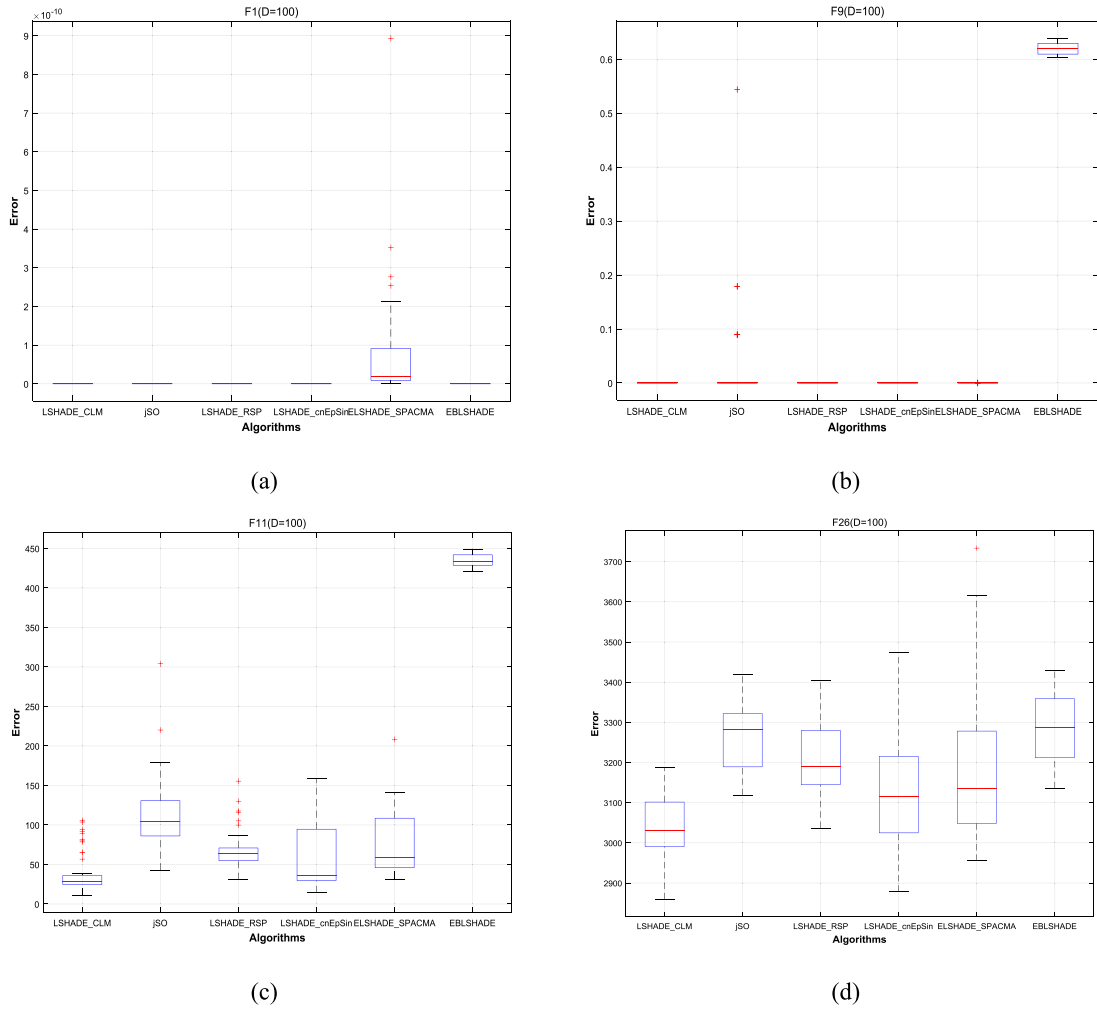 F1(D=100)
× 10^-10
9
8
7
6
5
4
3
2
1
0
Error
LSHADE_CLM jSO LSHADE_RSP LSHADE_cnEpSin ELSHADE_SPACMA EBLSHADE
Algorithms
(a)
F9(D=100)
0.6
0.5
0.4
0.3
0.2
0.1
0
Error
LSHADE_CLM jSO LSHADE_RSP LSHADE_cnEpSin ELSHADE_SPACMA EBLSHADE
Algorithms
(b)
F11(D=100)
450
400
350
300
250
200
150
100
50
0
Error
LSHADE_CLM jSO LSHADE_RSP LSHADE_cnEpSin ELSHADE_SPACMA EBLSHADE
Algorithms
(c)
F26(D=100)
3700
3600
3500
3400
3300
3200
3100
3000
2900
Error
LSHADE_CLM jSO LSHADE_RSP LSHADE_cnEpSin ELSHADE_SPACMA EBLSHADE
Algorithms
(d)